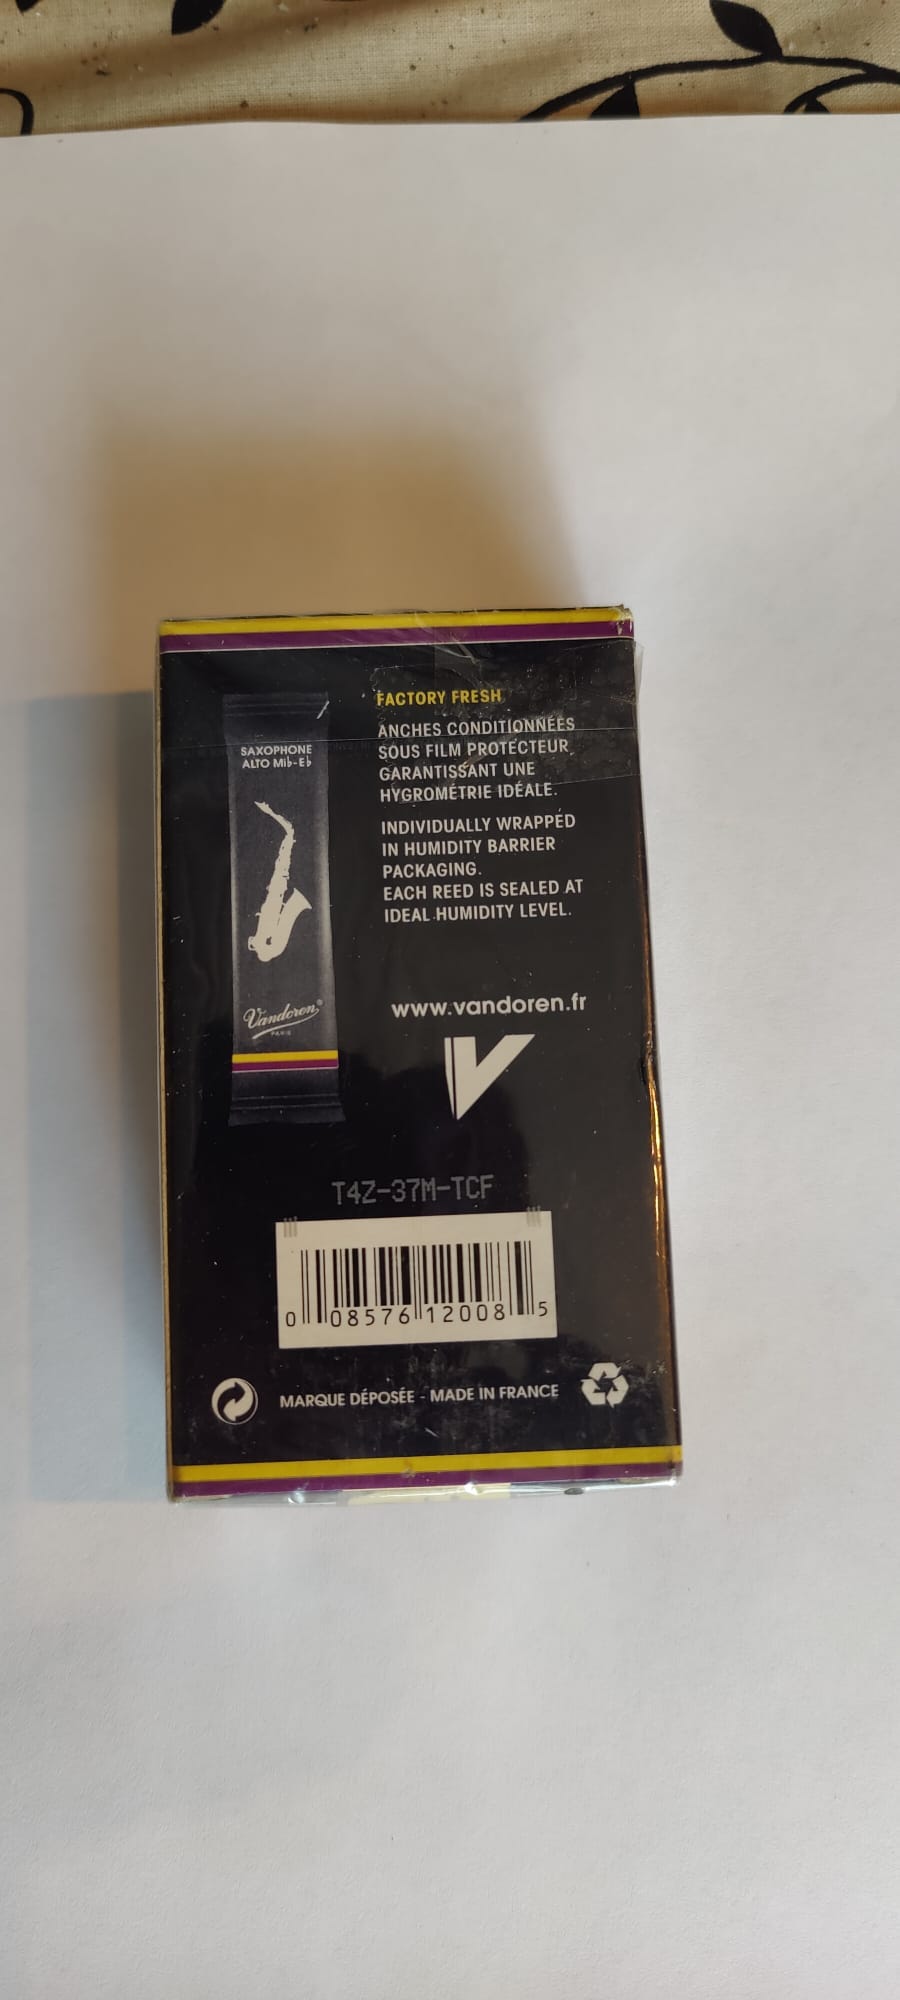 SAXOPHONE
ALTO Mi♭-E♭
Vandoren®
PARIS
FACTORY FRESH
ANCHES CONDITIONNÉES
SOUS FILM PROTECTEUR,
GARANTISSANT UNE
HYGROMÉTRIE IDÉALE.
INDIVIDUALLY WRAPPED
IN HUMIDITY BARRIER
PACKAGING.
EACH REED IS SEALED AT
IDEAL HUMIDITY LEVEL.
www.vandoren.fr
V
T4Z-37M-TCF
0 08576 12008 5
MARQUE DÉPOSÉE - MADE IN FRANCE